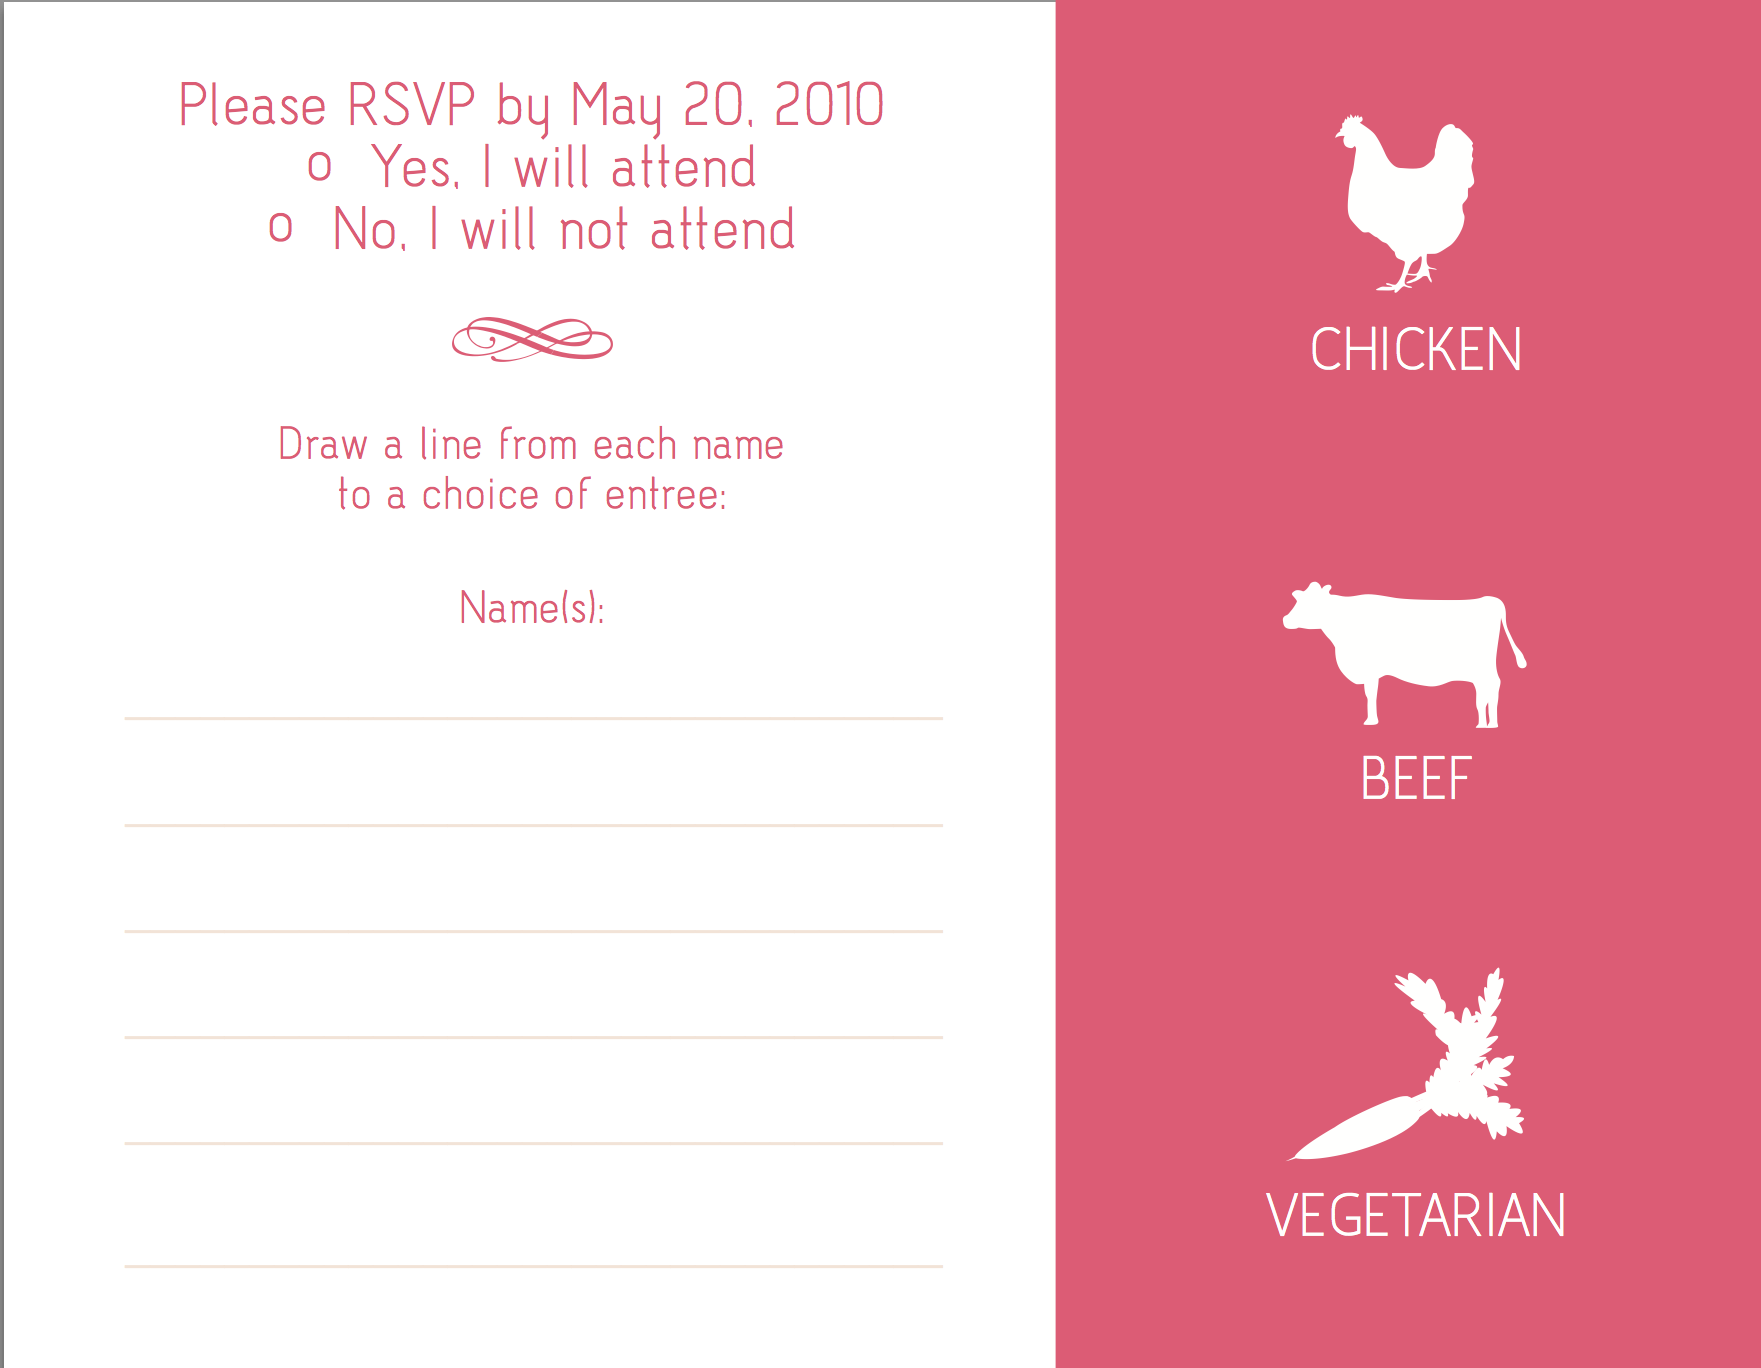 Please RSVP by May 20, 2010
o Yes, I will attend
o No, I will not attend
Draw a line from each name
to a choice of entree:
Name(s):
CHICKEN
BEEF
VEGETARIAN